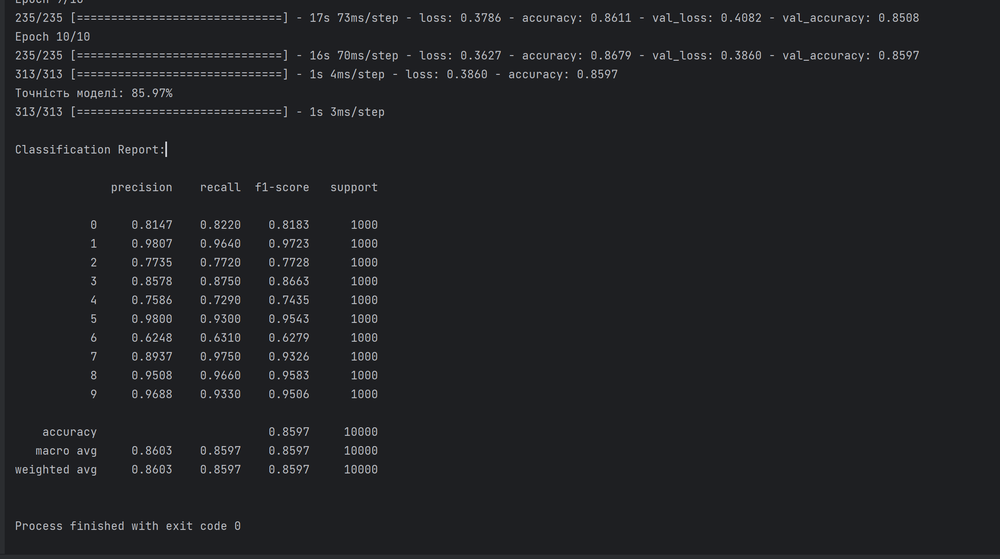 Epoch 9/10
235/235 [==============================] - 17s 73ms/step - loss: 0.3786 - accuracy: 0.8611 - val_loss: 0.4082 - val_accuracy: 0.8508
Epoch 10/10
235/235 [==============================] - 16s 70ms/step - loss: 0.3627 - accuracy: 0.8679 - val_loss: 0.3860 - val_accuracy: 0.8597
313/313 [==============================] - 1s 4ms/step - loss: 0.3860 - accuracy: 0.8597
Точність моделі: 85.97%
313/313 [==============================] - 1s 3ms/step
Classification Report:
precision recall f1-score support
0 0.8147 0.8220 0.8183 1000
1 0.9807 0.9640 0.9723 1000
2 0.7735 0.7720 0.7728 1000
3 0.8578 0.8750 0.8663 1000
4 0.7586 0.7290 0.7435 1000
5 0.9800 0.9300 0.9543 1000
6 0.6248 0.6310 0.6279 1000
7 0.8937 0.9750 0.9326 1000
8 0.9508 0.9660 0.9583 1000
9 0.9688 0.9330 0.9506 1000
accuracy 0.8597 10000
macro avg 0.8603 0.8597 0.8597 10000
weighted avg 0.8603 0.8597 0.8597 10000
Process finished with exit code 0